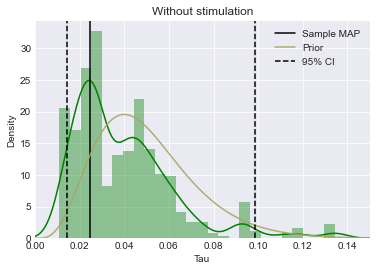 Without stimulation
Sample MAP
Prior
95% CI
Density
30
25
20
15
10
5
0
0.00 0.02 0.04 0.06 0.08 0.10 0.12 0.14
Tau